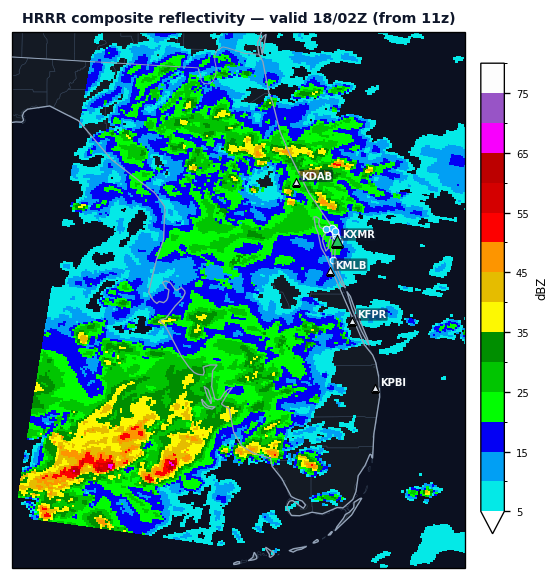 HRRR composite reflectivity — valid 18/02Z (from 11z)
KDAB
KXMR
KMLB
KFPR
KPBI
75
65
55
45
35
25
15
5
dBZ